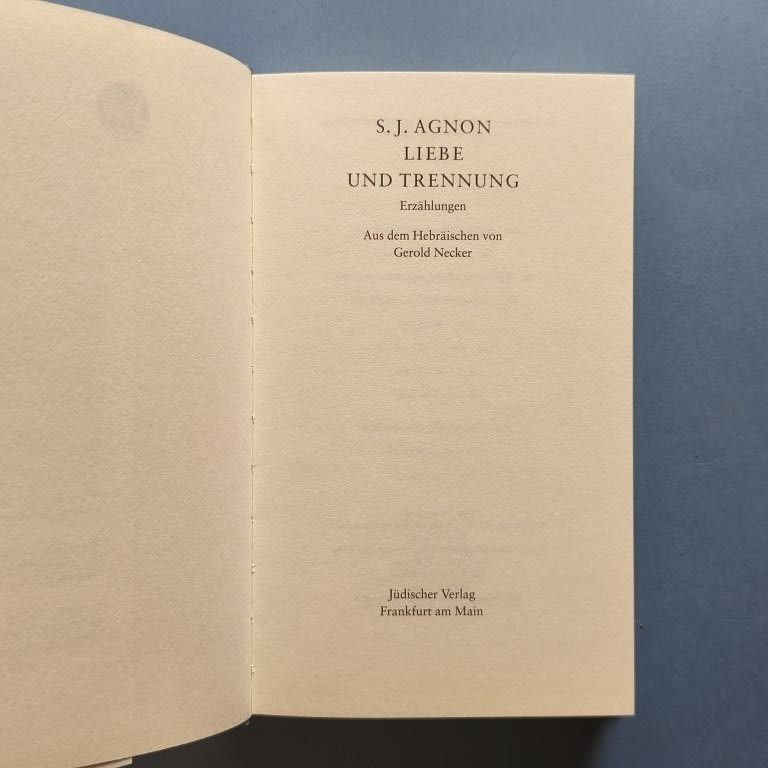 S. J. AGNON
LIEBE
UND TRENNUNG
Erzählungen
Aus dem Hebräischen von
Gerold Necker
Jüdischer Verlag
Frankfurt am Main